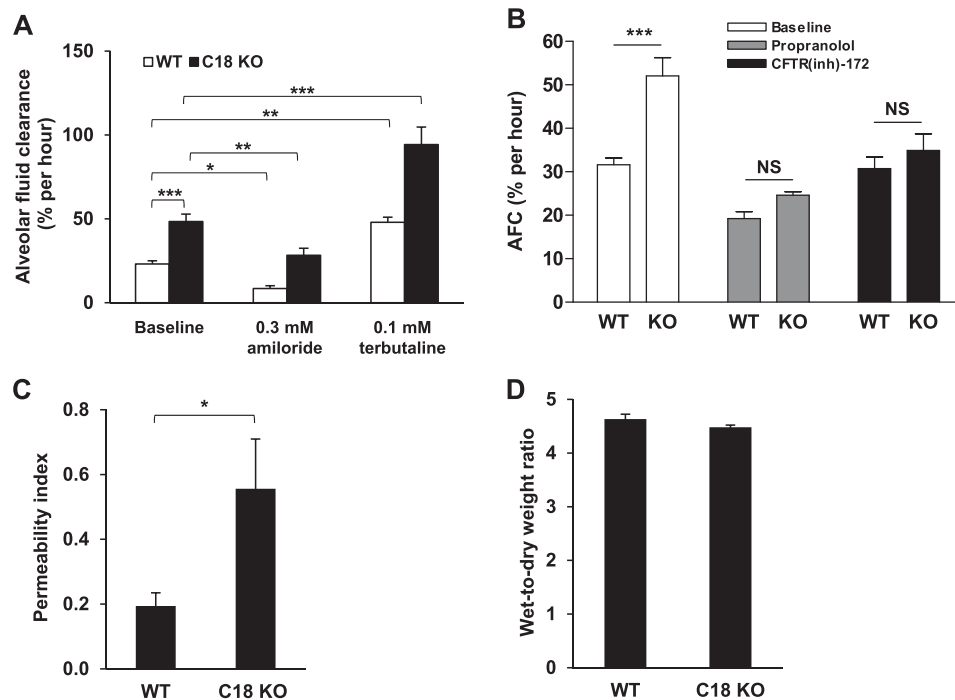 A
Alveolar fluid clearance
(% per hour)
150
100
50
0
WT C18 KO
***
**
**
*
***
Baseline
0.3 mM
amiloride
0.1 mM
terbutaline
B
AFC (% per hour)
60
50
40
30
20
10
0
Baseline
Propranolol
CFTR(inh)-172
***
NS
NS
WT KO WT KO WT KO
C
Permeability index
0.8
0.6
0.4
0.2
0.0
*
WT C18 KO
D
Wet-to-dry weight ratio
5
4
3
2
1
0
WT C18 KO